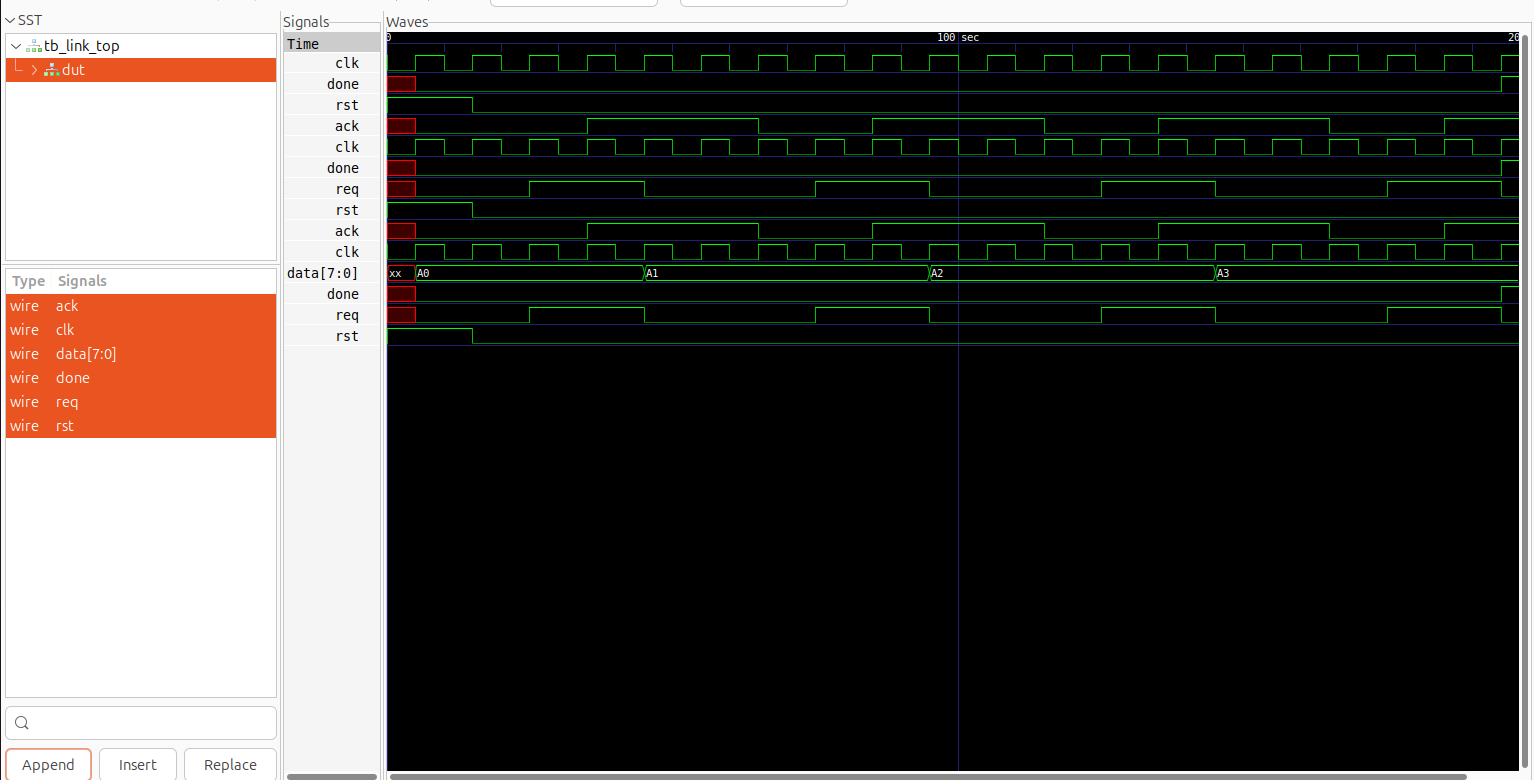 SST
tb_link_top
dut
Type Signals
wire ack
wire clk
wire data[7:0]
wire done
wire req
wire rst
Append Insert Replace
Signals
Time
clk
done
rst
ack
clk
done
req
rst
ack
clk
data[7:0]
done
req
rst
Waves
0 100 sec 20
xx A0 A1 A2 A3